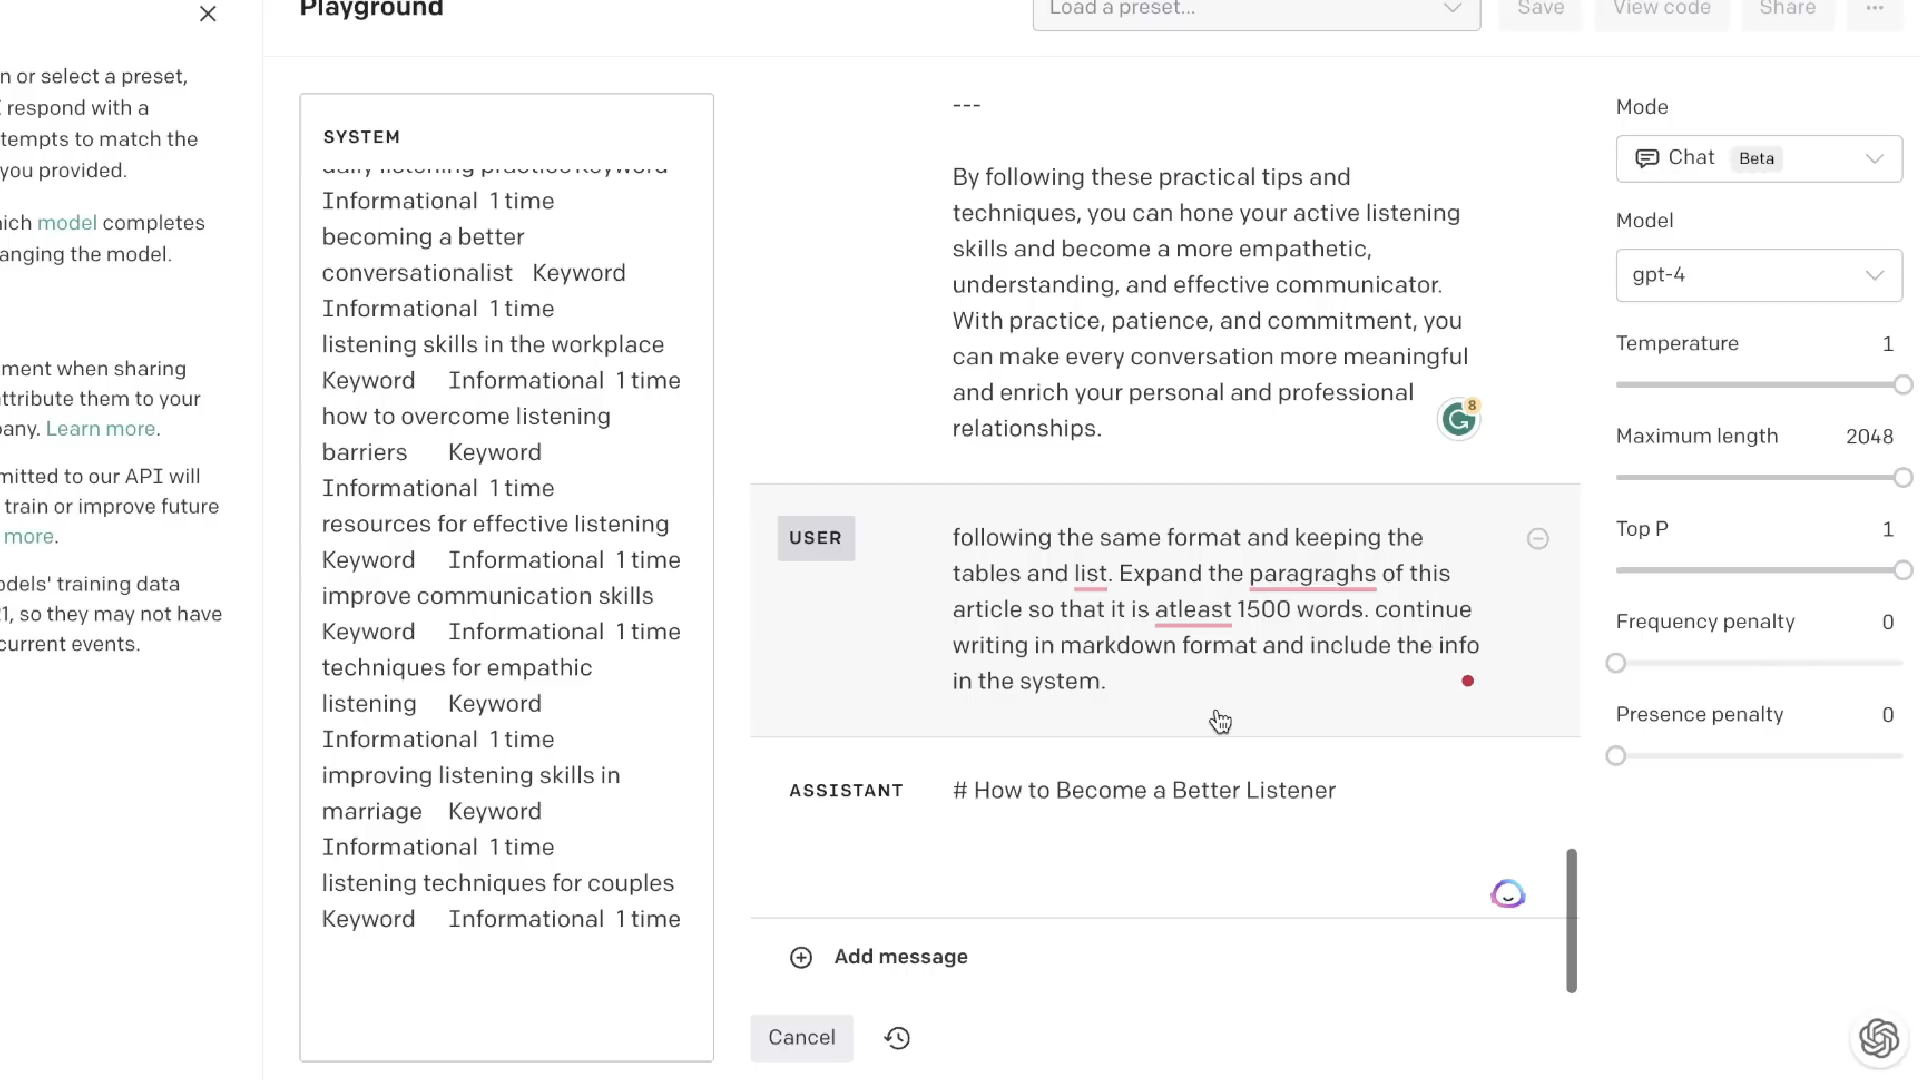 Playground
Load a preset...
Save
View code
Share
n or select a preset,
respond with a
tempts to match the
you provided.
ich model completes
anging the model.
ment when sharing
attribute them to your
pany. Learn more.
mitted to our API will
train or improve future
more.
odels' training data
1, so they may not have
current events.
SYSTEM
daily listening practice Keyword
Informational 1 time
becoming a better
conversationalist Keyword
Informational 1 time
listening skills in the workplace
Keyword Informational 1 time
how to overcome listening
barriers Keyword
Informational 1 time
resources for effective listening
Keyword Informational 1 time
improve communication skills
Keyword Informational 1 time
techniques for empathic
listening Keyword
Informational 1 time
improving listening skills in
marriage Keyword
Informational 1 time
listening techniques for couples
Keyword Informational 1 time
---
By following these practical tips and
techniques, you can hone your active listening
skills and become a more empathetic,
understanding, and effective communicator.
With practice, patience, and commitment, you
can make every conversation more meaningful
and enrich your personal and professional
relationships.
8
USER
following the same format and keeping the
tables and list. Expand the paragraghs of this
article so that it is atleast 1500 words. continue
writing in markdown format and include the info
in the system.
ASSISTANT
# How to Become a Better Listener
Add message
Cancel
Mode
Chat Beta
Model
gpt-4
Temperature 1
Maximum length 2048
Top P 1
Frequency penalty 0
Presence penalty 0